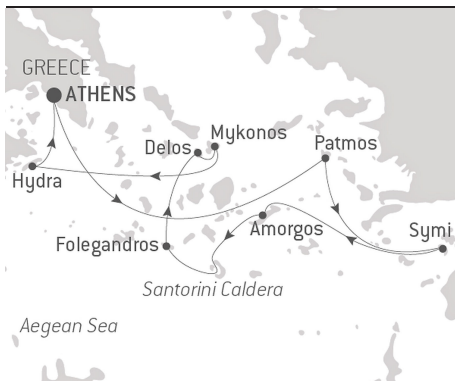 GREECE
ATHENS
Mykonos
Delos
Patmos
Hydra
Amorgos
Symi
Folegandros
Santorini Caldera
Aegean Sea